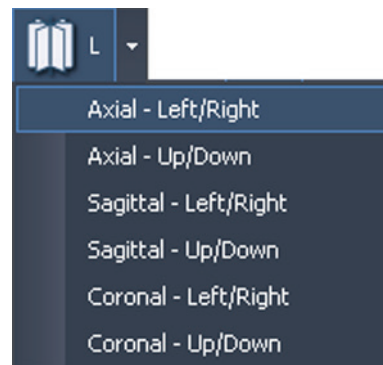 L
Axial - Left/Right
Axial - Up/Down
Sagittal - Left/Right
Sagittal - Up/Down
Coronal - Left/Right
Coronal - Up/Down